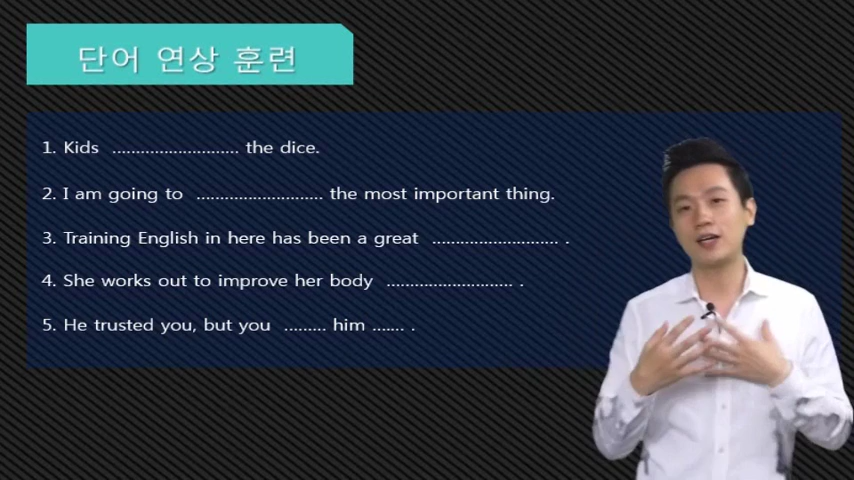 단어 연상 훈련
1. Kids ........................... the dice.
2. I am going to ........................... the most important thing.
3. Training English in here has been a great ........................... .
4. She works out to improve her body ........................... .
5. He trusted you, but you ......... him ....... .